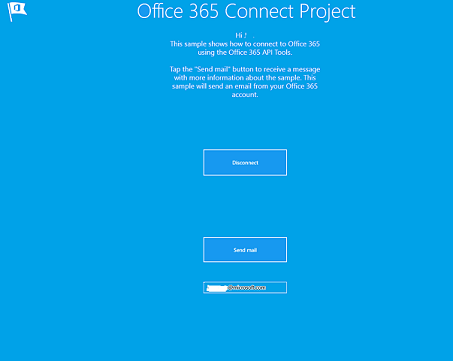 Office 365 Connect Project
Hi !
This sample shows how to connect to Office 365
using the Office 365 API Tools.
Tap the "Send mail" button to receive a message
with more information about the sample. This
sample will send an email from your Office 365
account.
Disconnect
Send mail
@microsoft.com